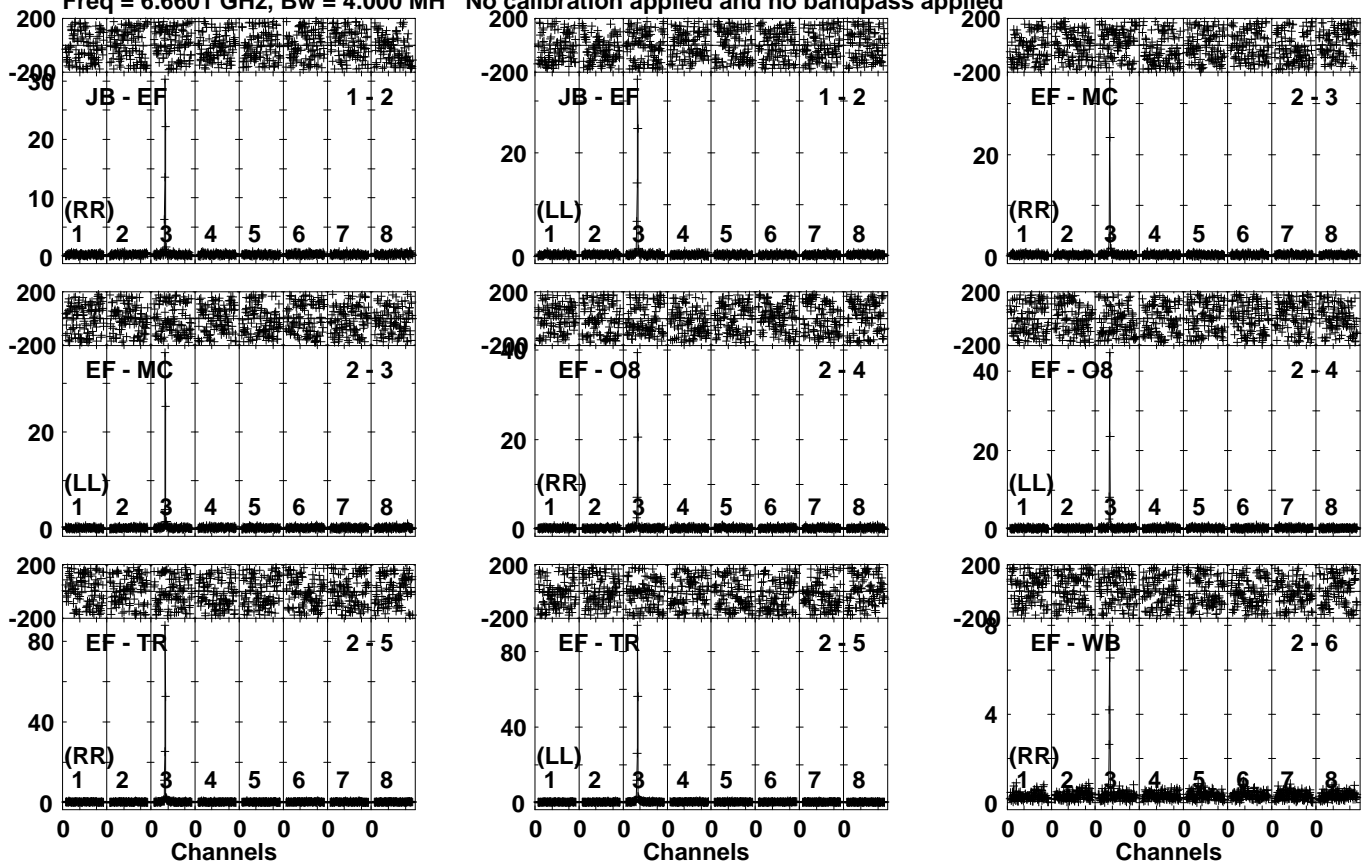 Freq = 6.6601 GHz, Bw = 4.000 MH No calibration applied and no bandpass applied
200 200 200
-200 -200 -200
30
JB - EF 1 - 2 JB - EF 1 - 2 EF - MC 2 - 3
20 20 20
10
(RR) (LL) (RR)
1 2 3 4 5 6 7 8 1 2 3 4 5 6 7 8 1 2 3 4 5 6 7 8
0 0 0
200 200 200
-200 -200 -200
40
EF - MC 2 - 3 EF - O8 2 - 4 EF - O8 2 - 4
40
20 20 20
(LL) (RR) (LL)
1 2 3 4 5 6 7 8 1 2 3 4 5 6 7 8 1 2 3 4 5 6 7 8
0 0 0
200 200 200
-200 -200 -200
8
EF - TR 2 - 5 EF - TR 2 - 5 EF - WB 2 - 6
80 80
40 40 4
(RR) (LL) (RR)
1 2 3 4 5 6 7 8 1 2 3 4 5 6 7 8 1 2 3 4 5 6 7 8
0 0 0
0 0 0 0 0 0 0 0 0 0 0 0 0 0 0 0 0 0 0 0 0 0 0 0
Channels Channels Channels